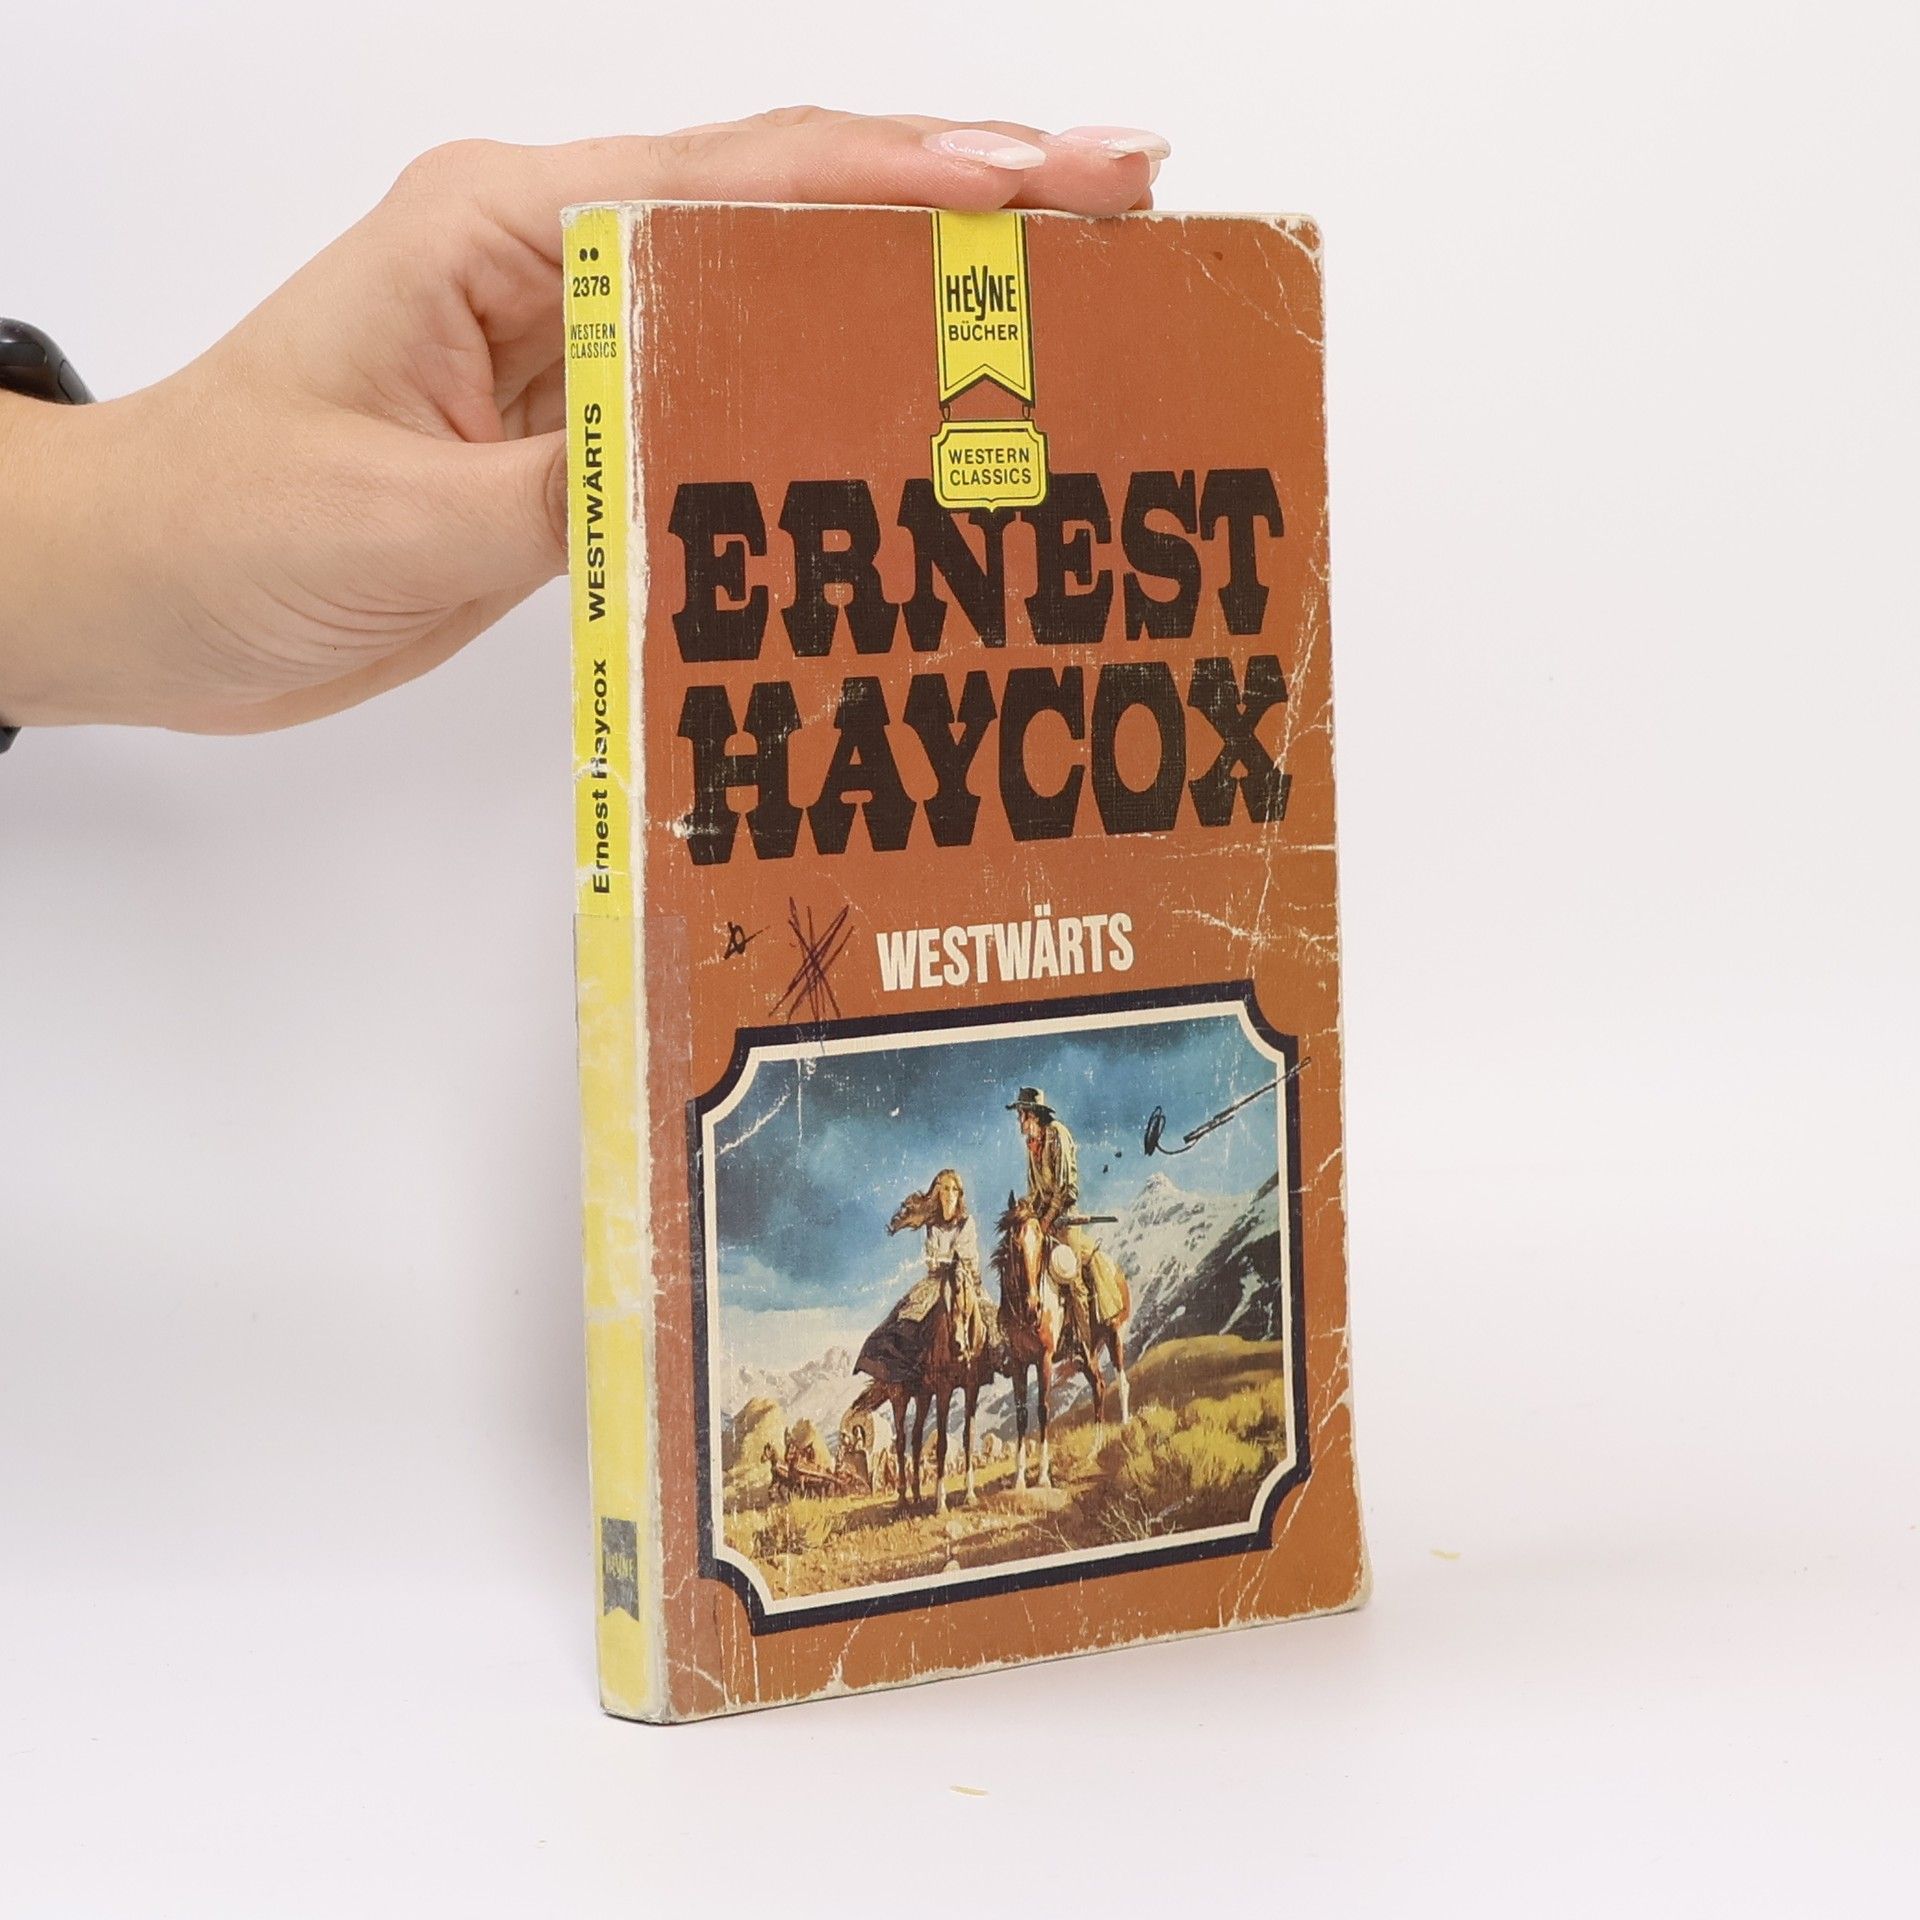 2378
WESTERN
CLASSICS
Ernest Haycox WESTWÄRTS
HEYNE
HEYNE
BÜCHER
WESTERN
CLASSICS
ERNEST
HAYCOX
WESTWÄRTS